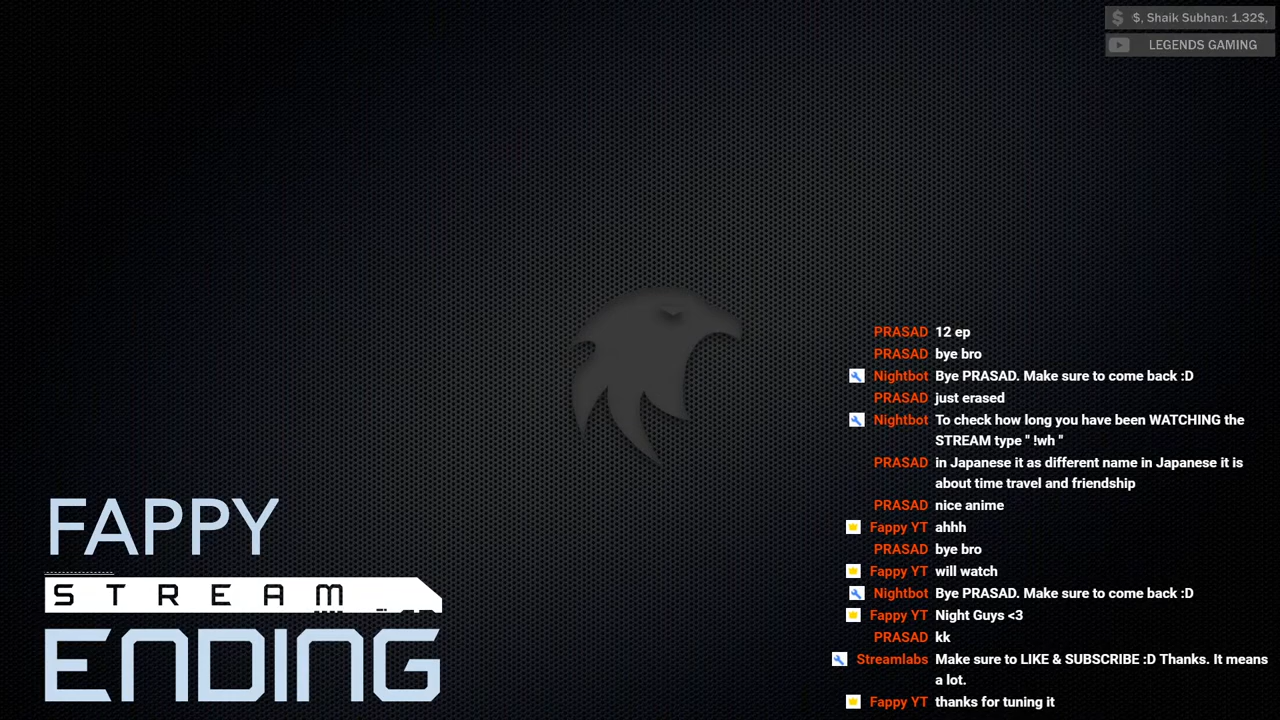 $, Shaik Subhan: 1.32$,
LEGENDS GAMING
PRASAD 12 ep
PRASAD bye bro
Nightbot Bye PRASAD. Make sure to come back :D
PRASAD just erased
Nightbot To check how long you have been WATCHING the
STREAM type " !wh "
PRASAD in Japanese it as different name in Japanese it is
about time travel and friendship
PRASAD nice anime
Fappy YT ahhh
PRASAD bye bro
Fappy YT will watch
Nightbot Bye PRASAD. Make sure to come back :D
Fappy YT Night Guys <3
PRASAD kk
Streamlabs Make sure to LIKE & SUBSCRIBE :D Thanks. It means
a lot.
Fappy YT thanks for tuning it
FAPPY
STREAM
ENDING